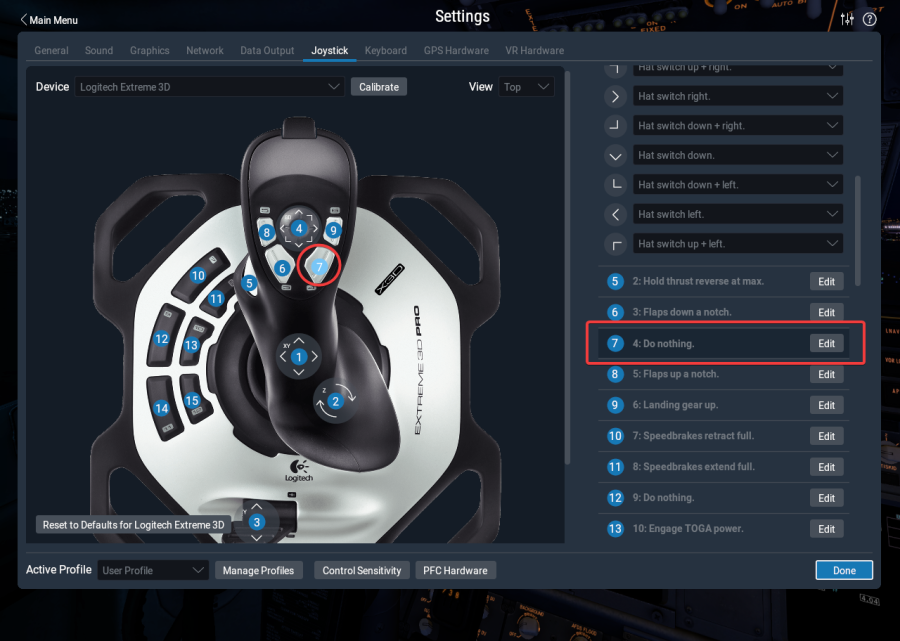 Main Menu
Settings
General Sound Graphics Network Data Output Joystick Keyboard GPS Hardware VR Hardware
Device Logitech Extreme 3D Calibrate View Top
Hat switch up + right.
Hat switch right.
Hat switch down + right.
Hat switch down.
Hat switch down + left.
Hat switch left.
Hat switch up + left.
5 2: Hold thrust reverse at max. Edit
6 3: Flaps down a notch. Edit
7 4: Do nothing. Edit
8 5: Flaps up a notch. Edit
9 6: Landing gear up. Edit
10 7: Speedbrakes retract full. Edit
11 8: Speedbrakes extend full. Edit
12 9: Do nothing. Edit
13 10: Engage TOGA power. Edit
8 4 9
6 7
5
10
11
12
13
14
15
XY
1
Z
2
X3D
EXTREME 3D PRO
Logitech
Y
3
Reset to Defaults for Logitech Extreme 3D
Active Profile User Profile Manage Profiles Control Sensitivity PFC Hardware Done